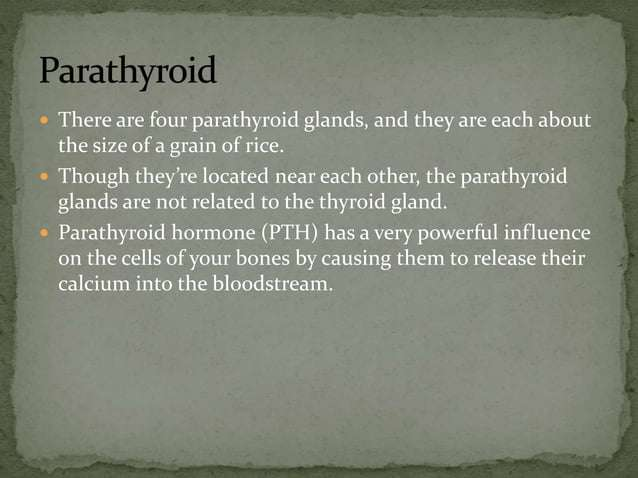 Parathyroid
• There are four parathyroid glands, and they are each about
the size of a grain of rice.
• Though they’re located near each other, the parathyroid
glands are not related to the thyroid gland.
• Parathyroid hormone (PTH) has a very powerful influence
on the cells of your bones by causing them to release their
calcium into the bloodstream.